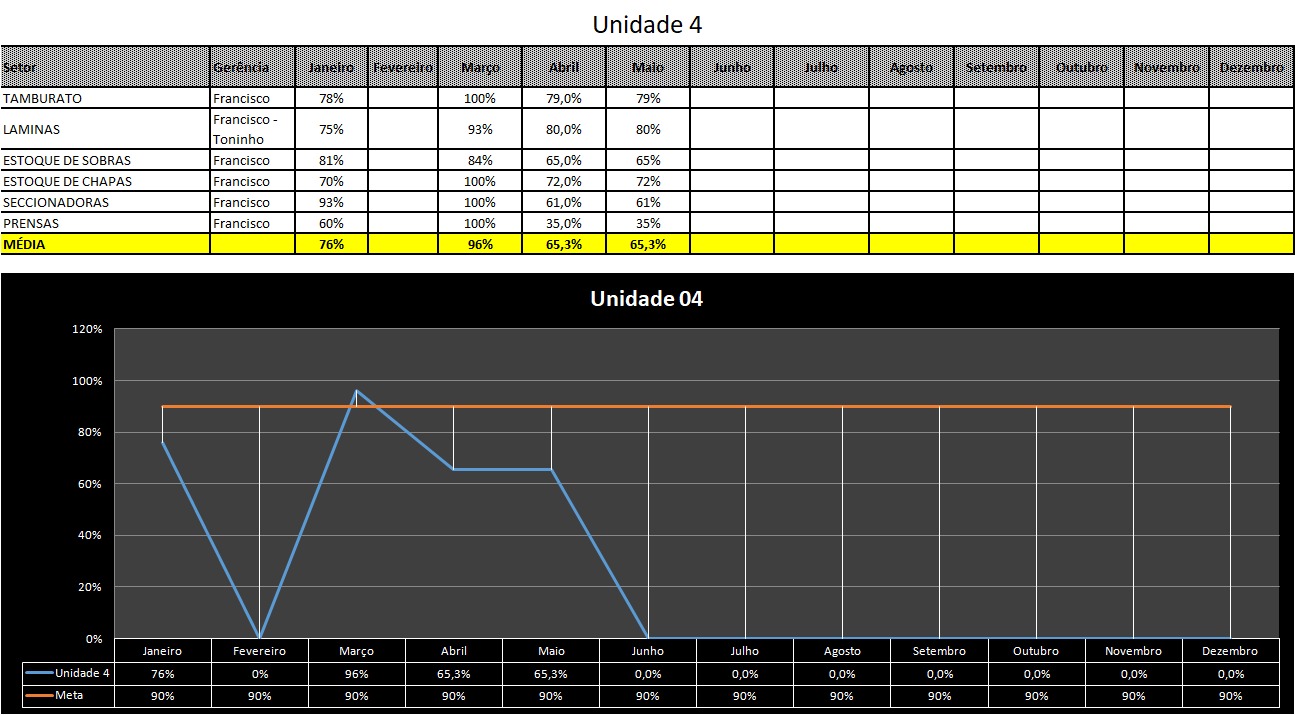 Unidade 4
Setor Gerência Janeiro Fevereiro Março Abril Maio Junho Julho Agosto Setembro Outubro Novembro Dezembro
TAMBURATO Francisco 78% 100% 79,0% 79%
LAMINAS Francisco - Toninho 75% 93% 80,0% 80%
ESTOQUE DE SOBRAS Francisco 81% 84% 65,0% 65%
ESTOQUE DE CHAPAS Francisco 70% 100% 72,0% 72%
SECCIONADORAS Francisco 93% 100% 61,0% 61%
PRENSAS Francisco 60% 100% 35,0% 35%
MÉDIA 76% 96% 65,3% 65,3%
Unidade 04
120%
100%
80%
60%
40%
20%
0%
Janeiro Fevereiro Março Abril Maio Junho Julho Agosto Setembro Outubro Novembro Dezembro
Unidade 4 76% 0% 96% 65,3% 65,3% 0,0% 0,0% 0,0% 0,0% 0,0% 0,0% 0,0%
Meta 90% 90% 90% 90% 90% 90% 90% 90% 90% 90% 90% 90%